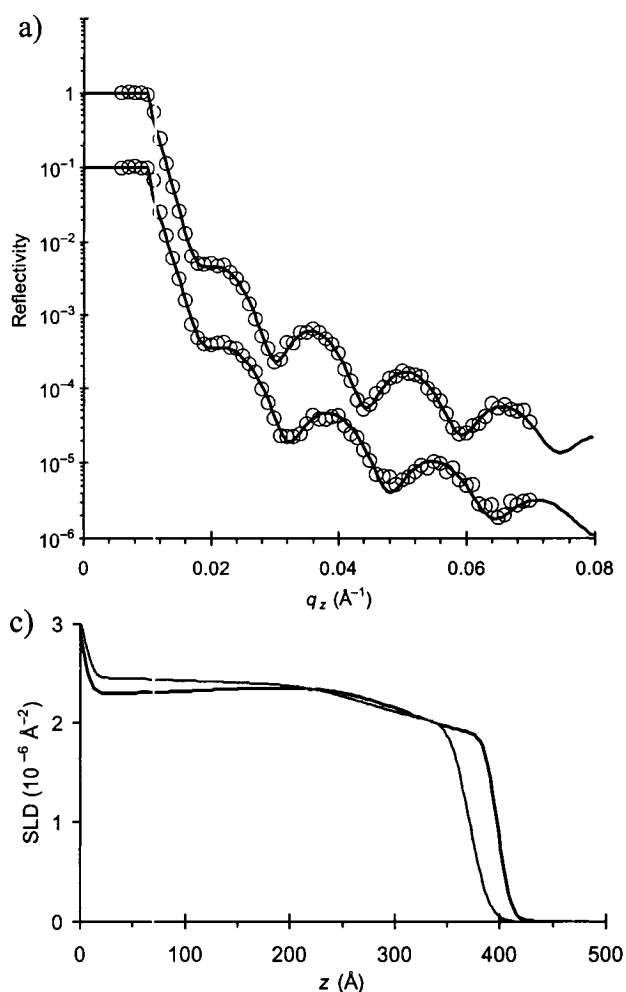 a)
1
10⁻¹
10⁻²
10⁻³
10⁻⁴
10⁻⁵
10⁻⁶
Reflectivity
0 0.02 0.04 0.06 0.08
q z (Å⁻¹)
c)
3
2
1
0
SLD (10⁻⁶ Å⁻²)
0 100 200 300 400 500
z (Å)